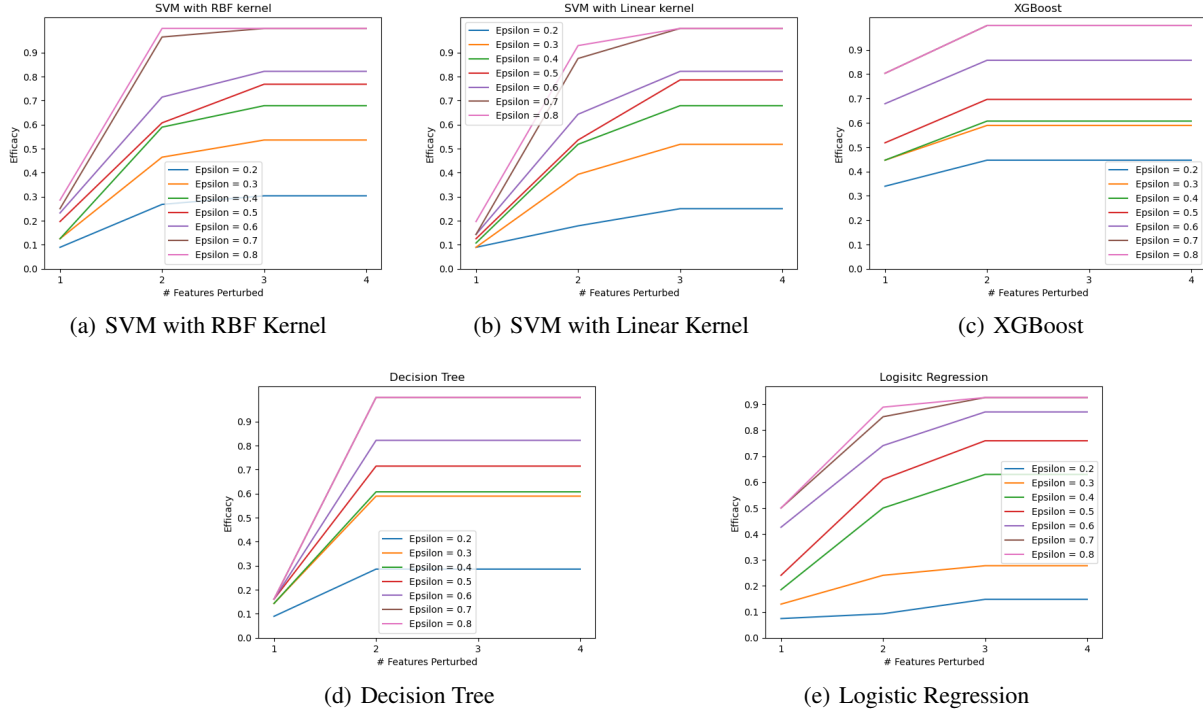 SVM with RBF kernel
Efficacy
0.9
0.8
0.7
0.6
0.5
0.4
0.3
0.2
0.1
0.0
Epsilon = 0.2
Epsilon = 0.3
Epsilon = 0.4
Epsilon = 0.5
Epsilon = 0.6
Epsilon = 0.7
Epsilon = 0.8
1 2 3 4
# Features Perturbed
(a) SVM with RBF Kernel
SVM with Linear Kernel
Efficacy
0.9
0.8
0.7
0.6
0.5
0.4
0.3
0.2
0.1
0.0
Epsilon = 0.2
Epsilon = 0.3
Epsilon = 0.4
Epsilon = 0.5
Epsilon = 0.6
Epsilon = 0.7
Epsilon = 0.8
1 2 3 4
# Features Perturbed
(b) SVM with Linear Kernel
XGBoost
Efficacy
0.9
0.8
0.7
0.6
0.5
0.4
0.3
0.2
0.1
0.0
Epsilon = 0.2
Epsilon = 0.3
Epsilon = 0.4
Epsilon = 0.5
Epsilon = 0.6
Epsilon = 0.7
Epsilon = 0.8
1 2 3 4
# Features Perturbed
(c) XGBoost
Decision Tree
Efficacy
0.9
0.8
0.7
0.6
0.5
0.4
0.3
0.2
0.1
0.0
Epsilon = 0.2
Epsilon = 0.3
Epsilon = 0.4
Epsilon = 0.5
Epsilon = 0.6
Epsilon = 0.7
Epsilon = 0.8
1 2 3 4
# Features Perturbed
(d) Decision Tree
Logisitc Regression
Efficacy
0.9
0.8
0.7
0.6
0.5
0.4
0.3
0.2
0.1
0.0
Epsilon = 0.2
Epsilon = 0.3
Epsilon = 0.4
Epsilon = 0.5
Epsilon = 0.6
Epsilon = 0.7
Epsilon = 0.8
1 2 3 4
# Features Perturbed
(e) Logistic Regression